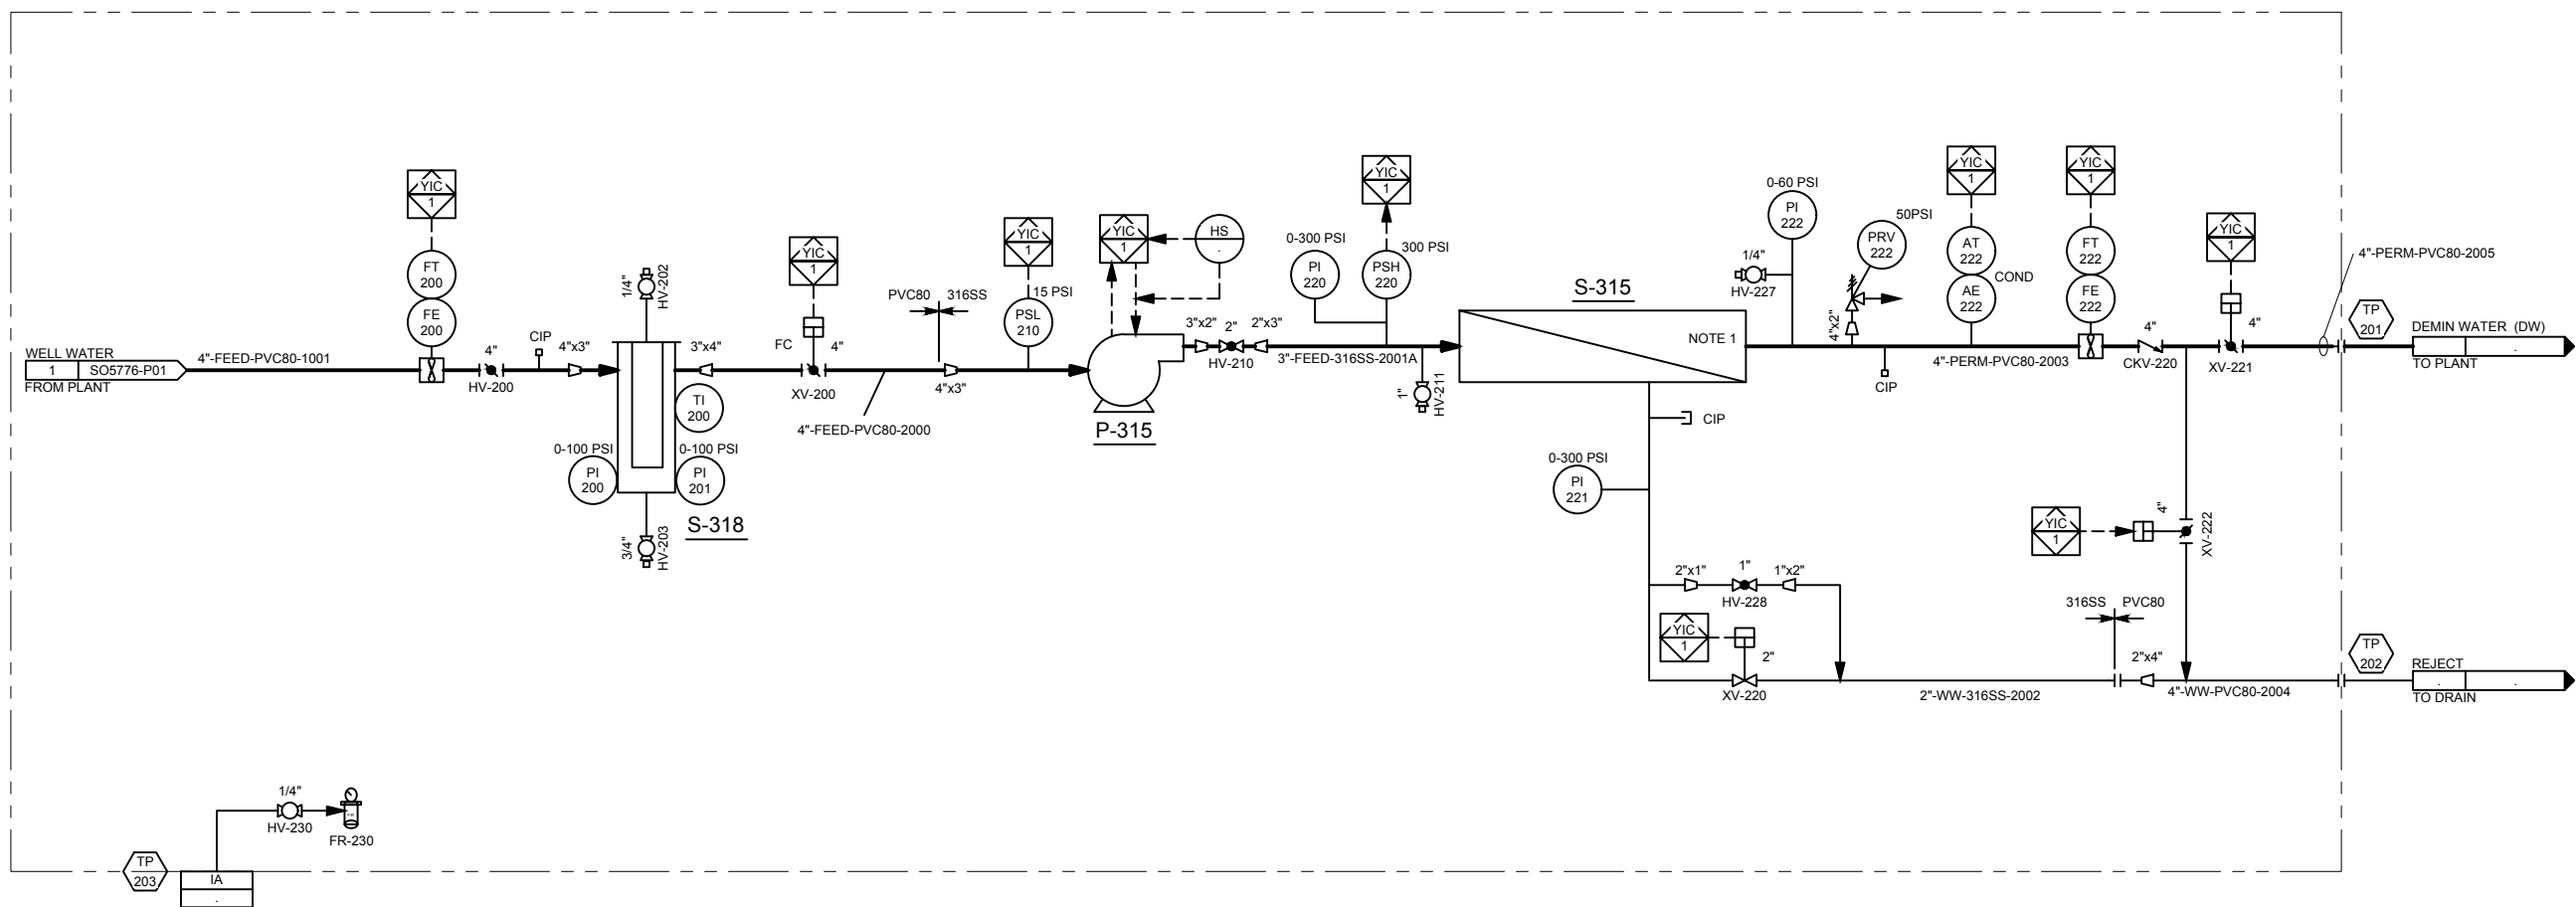 WELL WATER
1 SO5776-P01
FROM PLANT
4"-FEED-PVC80-1001
YIC
1
FT
200
FE
200
4"
HV-200
CIP
4"x3"
1/4"
HV-202
3"x4"
TI
200
0-100 PSI
PI
200
0-100 PSI
PI
201
S-318
3/4"
HV-203
YIC
1
FC
4"
XV-200
4"-FEED-PVC80-2000
PVC80
316SS
4"x3"
YIC
1
15 PSI
PSL
210
YIC
1
HS
.
P-315
3"x2"
2"
2"x3"
HV-210
3"-FEED-316SS-2001A
0-300 PSI
PI
220
YIC
1
300 PSI
PSH
220
1"
HV-211
S-315
NOTE 1
CIP
0-300 PSI
PI
221
0-60 PSI
PI
222
1/4"
HV-227
50PSI
PRV
222
4"x2"
CIP
YIC
1
AT
222
AE
222
COND
4"-PERM-PVC80-2003
YIC
1
FT
222
FE
222
4"
CKV-220
YIC
1
4"
XV-221
4"-PERM-PVC80-2005
TP
201
DEMIN WATER (DW)
.
TO PLANT
YIC
1
4"
XV-222
2"x1"
1"
1"x2"
HV-228
YIC
1
2"
XV-220
2"-WW-316SS-2002
316SS
PVC80
2"x4"
4"-WW-PVC80-2004
TP
202
REJECT
. .
TO DRAIN
1/4"
HV-230
FR-230
TP
203
IA
.